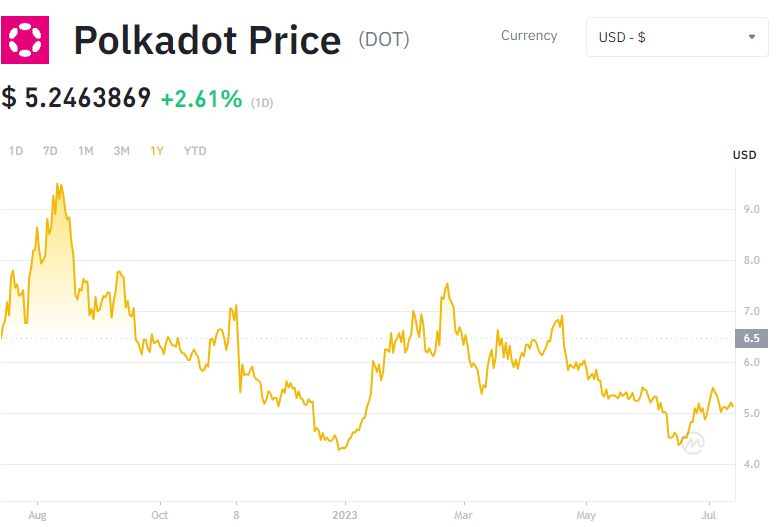 Polkadot Price (DOT)
Currency
USD - $
$ 5.2463869 +2.61% (1D)
1D 7D 1M 3M 1Y YTD
USD
9.0
8.0
7.0
6.5
6.0
5.0
4.0
Aug Oct 8 2023 Mar May Jul